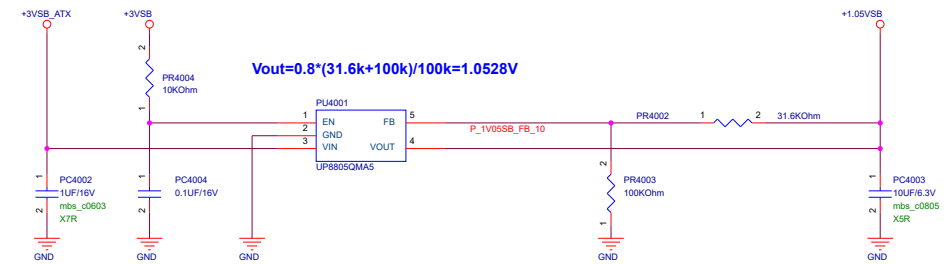 +3VSB_ATX
+3VSB
+1.05VSB
2
PR4004
10KOhm
1
Vout=0.8*(31.6k+100k)/100k=1.0528V
PU4001
1 EN FB 5
2 GND
3 VIN VOUT 4
UP8805QMA5
P_1V05SB_FB_10
PR4002 1 2 31.6KOhm
1
PC4002
1UF/16V
2
mbs_c0603
X7R
GND
1
PC4004
0.1UF/16V
2
GND
GND
2
PR4003
100KOhm
1
GND
1
PC4003
10UF/6.3V
2
mbs_c0805
X5R
GND